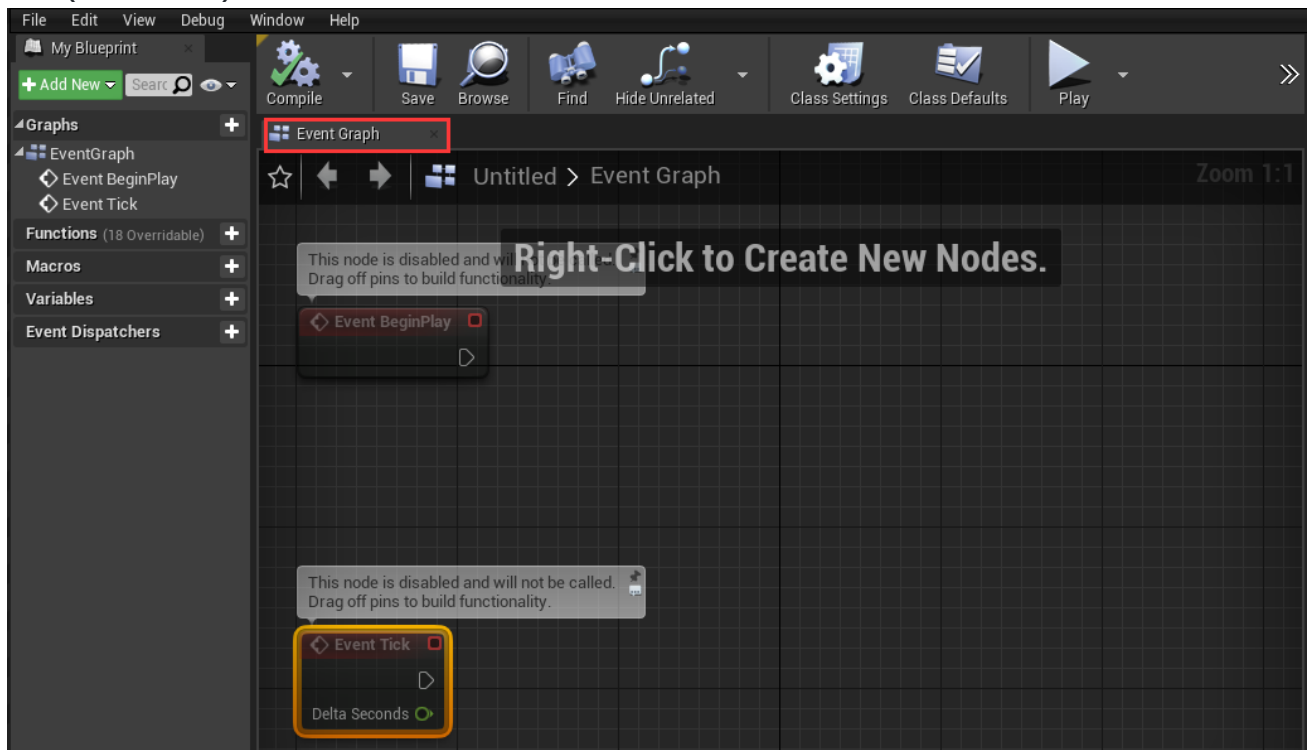 File Edit View Debug Window Help
My Blueprint
+ Add New Searc
Compile Save Browse Find Hide Unrelated Class Settings Class Defaults Play
Graphs
EventGraph
Event BeginPlay
Event Tick
Functions (18 Overridable)
Macros
Variables
Event Dispatchers
Event Graph
Untitled > Event Graph
Zoom 1:1
Right-Click to Create New Nodes.
This node is disabled and will
Drag off pins to build functionality.
Event BeginPlay
This node is disabled and will not be called.
Drag off pins to build functionality.
Event Tick
Delta Seconds